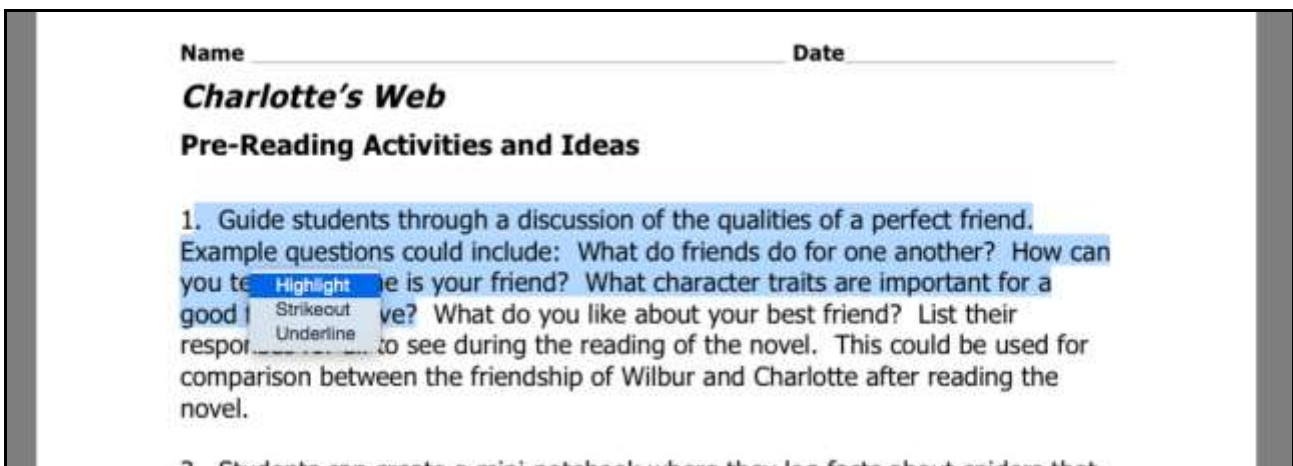 Name Date
Charlotte's Web
Pre-Reading Activities and Ideas
1. Guide students through a discussion of the qualities of a perfect friend.
Example questions could include: What do friends do for one another? How can
you is your friend? What character traits are important for a
good What do you like about your best friend? List their
to see during the reading of the novel. This could be used for
comparison between the friendship of Wilbur and Charlotte after reading the
novel.
Highlight
Strikeout
Underline